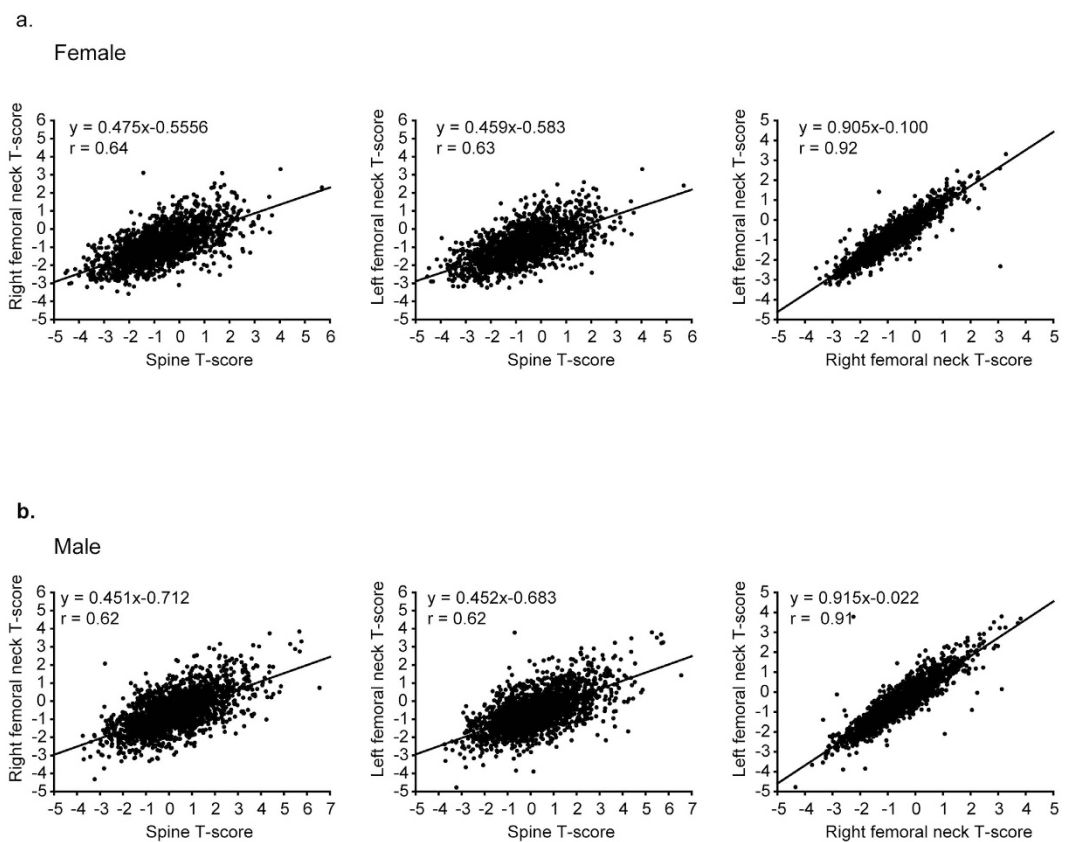 a.
Female
Right femoral neck T-score
6
5
4
3
2
1
0
-1
-2
-3
-4
-5
y = 0.475x-0.5556
r = 0.64
-5 -4 -3 -2 -1 0 1 2 3 4 5 6
Spine T-score
Left femoral neck T-score
6
5
4
3
2
1
0
-1
-2
-3
-4
-5
y = 0.459x-0.583
r = 0.63
-5 -4 -3 -2 -1 0 1 2 3 4 5 6
Spine T-score
Left femoral neck T-score
5
4
3
2
1
0
-1
-2
-3
-4
-5
y = 0.905x-0.100
r = 0.92
-5 -4 -3 -2 -1 0 1 2 3 4 5
Right femoral neck T-score
b.
Male
Right femoral neck T-score
6
5
4
3
2
1
0
-1
-2
-3
-4
-5
y = 0.451x-0.712
r = 0.62
-5 -4 -3 -2 -1 0 1 2 3 4 5 6 7
Spine T-score
Left femoral neck T-score
6
5
4
3
2
1
0
-1
-2
-3
-4
-5
y = 0.452x-0.683
r = 0.62
-5 -4 -3 -2 -1 0 1 2 3 4 5 6 7
Spine T-score
Left femoral neck T-score
5
4
3
2
1
0
-1
-2
-3
-4
-5
y = 0.915x-0.022
r = 0.91
-5 -4 -3 -2 -1 0 1 2 3 4 5
Right femoral neck T-score